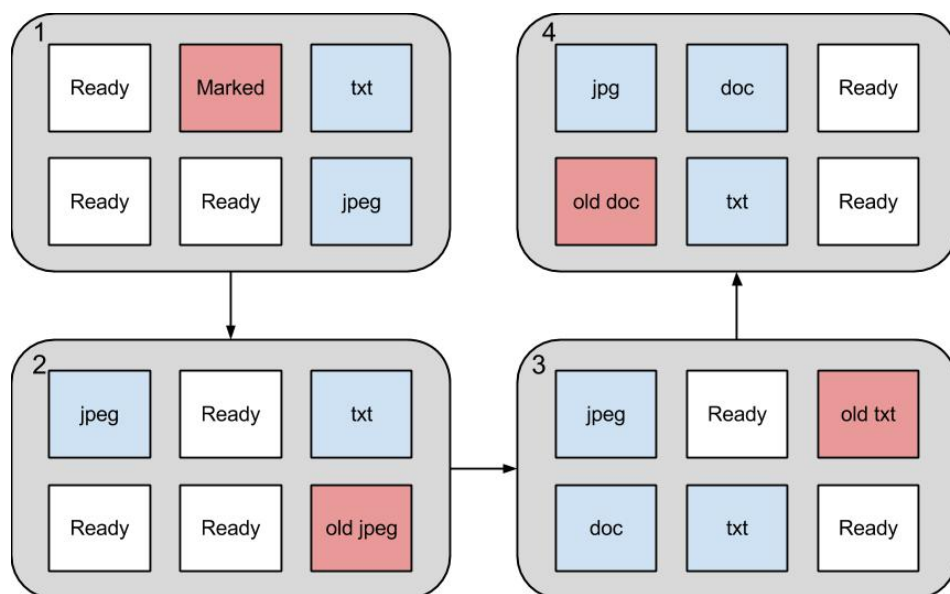 1
Ready
Marked
txt
Ready
Ready
jpeg
2
jpeg
Ready
txt
Ready
Ready
old jpeg
3
jpeg
Ready
old txt
doc
txt
Ready
4
jpg
doc
Ready
old doc
txt
Ready